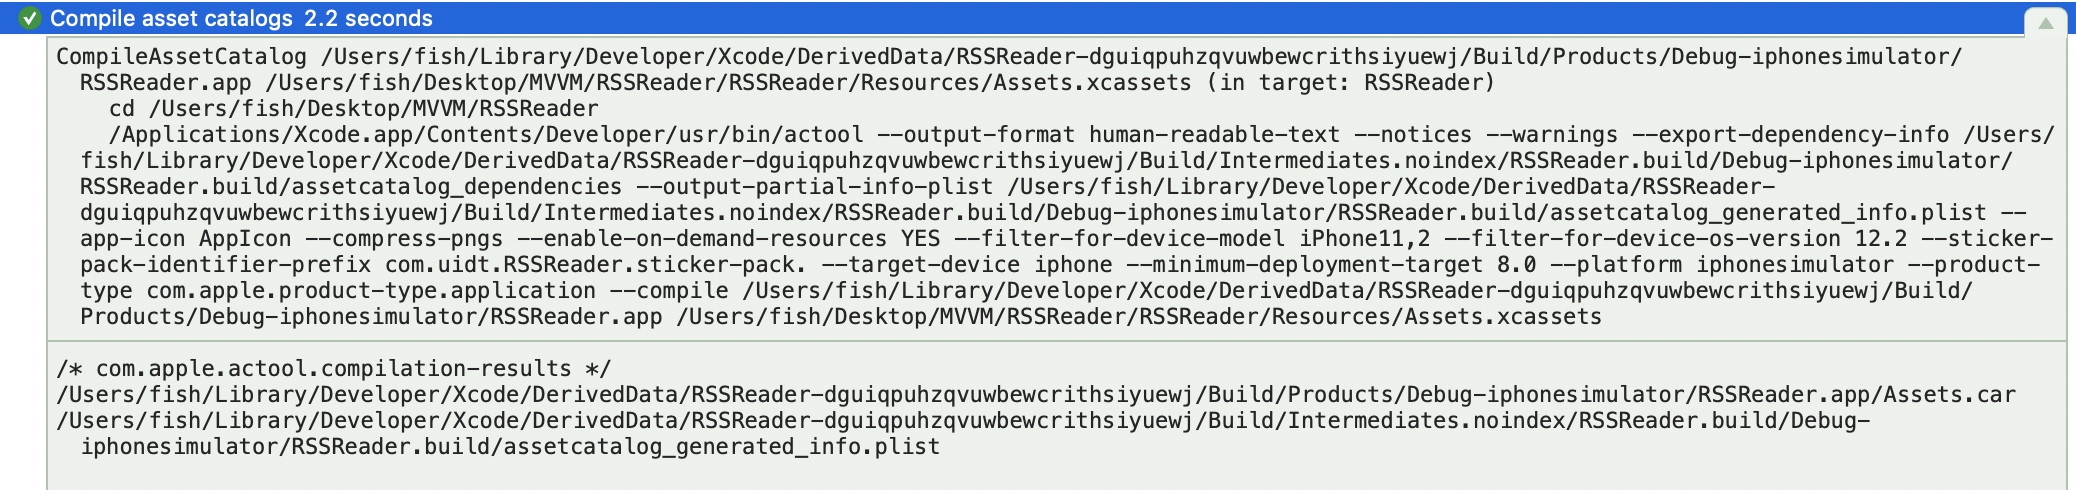 Compile asset catalogs 2.2 seconds
CompileAssetCatalog /Users/fish/Library/Developer/Xcode/DerivedData/RSSReader-dguiqpuhzqvuwbewcrithsiyuewj/Build/Products/Debug-iphonesimulator/
RSSReader.app /Users/fish/Desktop/MVVM/RSSReader/RSSReader/Resources/Assets.xcassets (in target: RSSReader)
cd /Users/fish/Desktop/MVVM/RSSReader
/Applications/Xcode.app/Contents/Developer/usr/bin/actool --output-format human-readable-text --notices --warnings --export-dependency-info /Users/
fish/Library/Developer/Xcode/DerivedData/RSSReader-dguiqpuhzqvuwbewcrithsiyuewj/Build/Intermediates.noindex/RSSReader.build/Debug-iphonesimulator/
RSSReader.build/assetcatalog_dependencies --output-partial-info-plist /Users/fish/Library/Developer/Xcode/DerivedData/RSSReader-
dguiqpuhzqvuwbewcrithsiyuewj/Build/Intermediates.noindex/RSSReader.build/Debug-iphonesimulator/RSSReader.build/assetcatalog_generated_info.plist --
app-icon AppIcon --compress-pngs --enable-on-demand-resources YES --filter-for-device-model iPhone11,2 --filter-for-device-os-version 12.2 --sticker-
pack-identifier-prefix com.uidt.RSSReader.sticker-pack. --target-device iphone --minimum-deployment-target 8.0 --platform iphonesimulator --product-
type com.apple.product-type.application --compile /Users/fish/Library/Developer/Xcode/DerivedData/RSSReader-dguiqpuhzqvuwbewcrithsiyuewj/Build/
Products/Debug-iphonesimulator/RSSReader.app /Users/fish/Desktop/MVVM/RSSReader/RSSReader/Resources/Assets.xcassets
/* com.apple.actool.compilation-results */
/Users/fish/Library/Developer/Xcode/DerivedData/RSSReader-dguiqpuhzqvuwbewcrithsiyuewj/Build/Products/Debug-iphonesimulator/RSSReader.app/Assets.car
/Users/fish/Library/Developer/Xcode/DerivedData/RSSReader-dguiqpuhzqvuwbewcrithsiyuewj/Build/Intermediates.noindex/RSSReader.build/Debug-
iphonesimulator/RSSReader.build/assetcatalog_generated_info.plist